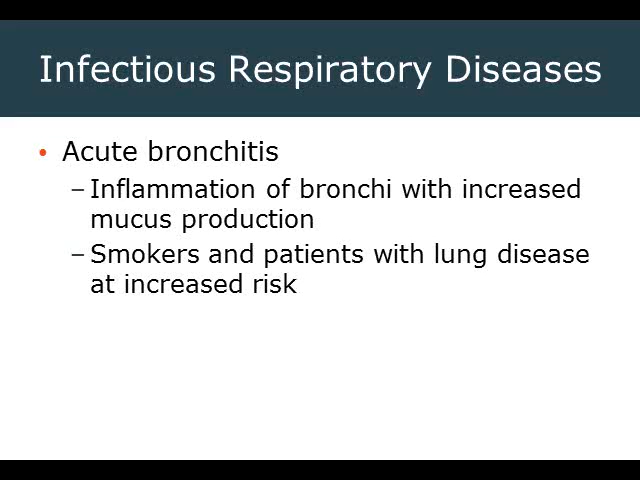 Infectious Respiratory Diseases
• Acute bronchitis
– Inflammation of bronchi with increased
mucus production
– Smokers and patients with lung disease
at increased risk